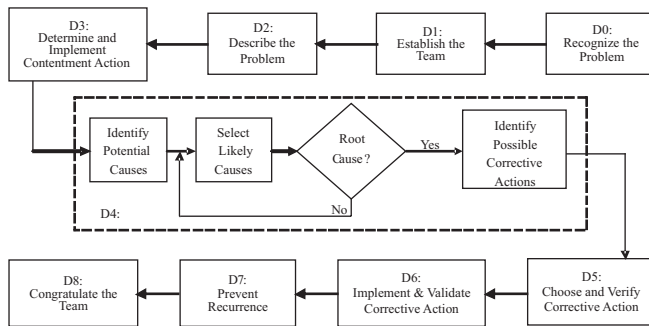 D3:
Determine and
Implement
Contentment Action
D2:
Describe the
Problem
D1:
Establish the
Team
D0:
Recognize the
Problem
Identify
Potential
Causes
Select
Likely
Causes
Root
Cause?
Yes
No
Identify
Possible
Corrective
Actions
D4:
D8:
Congratulate the
Team
D7:
Prevent
Recurrence
D6:
Implement & Validate
Corrective Action
D5:
Choose and Verify
Corrective Action